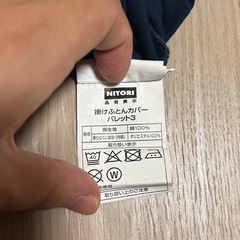 NITORI
品質表示
掛けふとんカバー
パレット3
側生地 綿100%
ポリエステル100%
取り扱い表示
40
W
取り扱い上のご注意